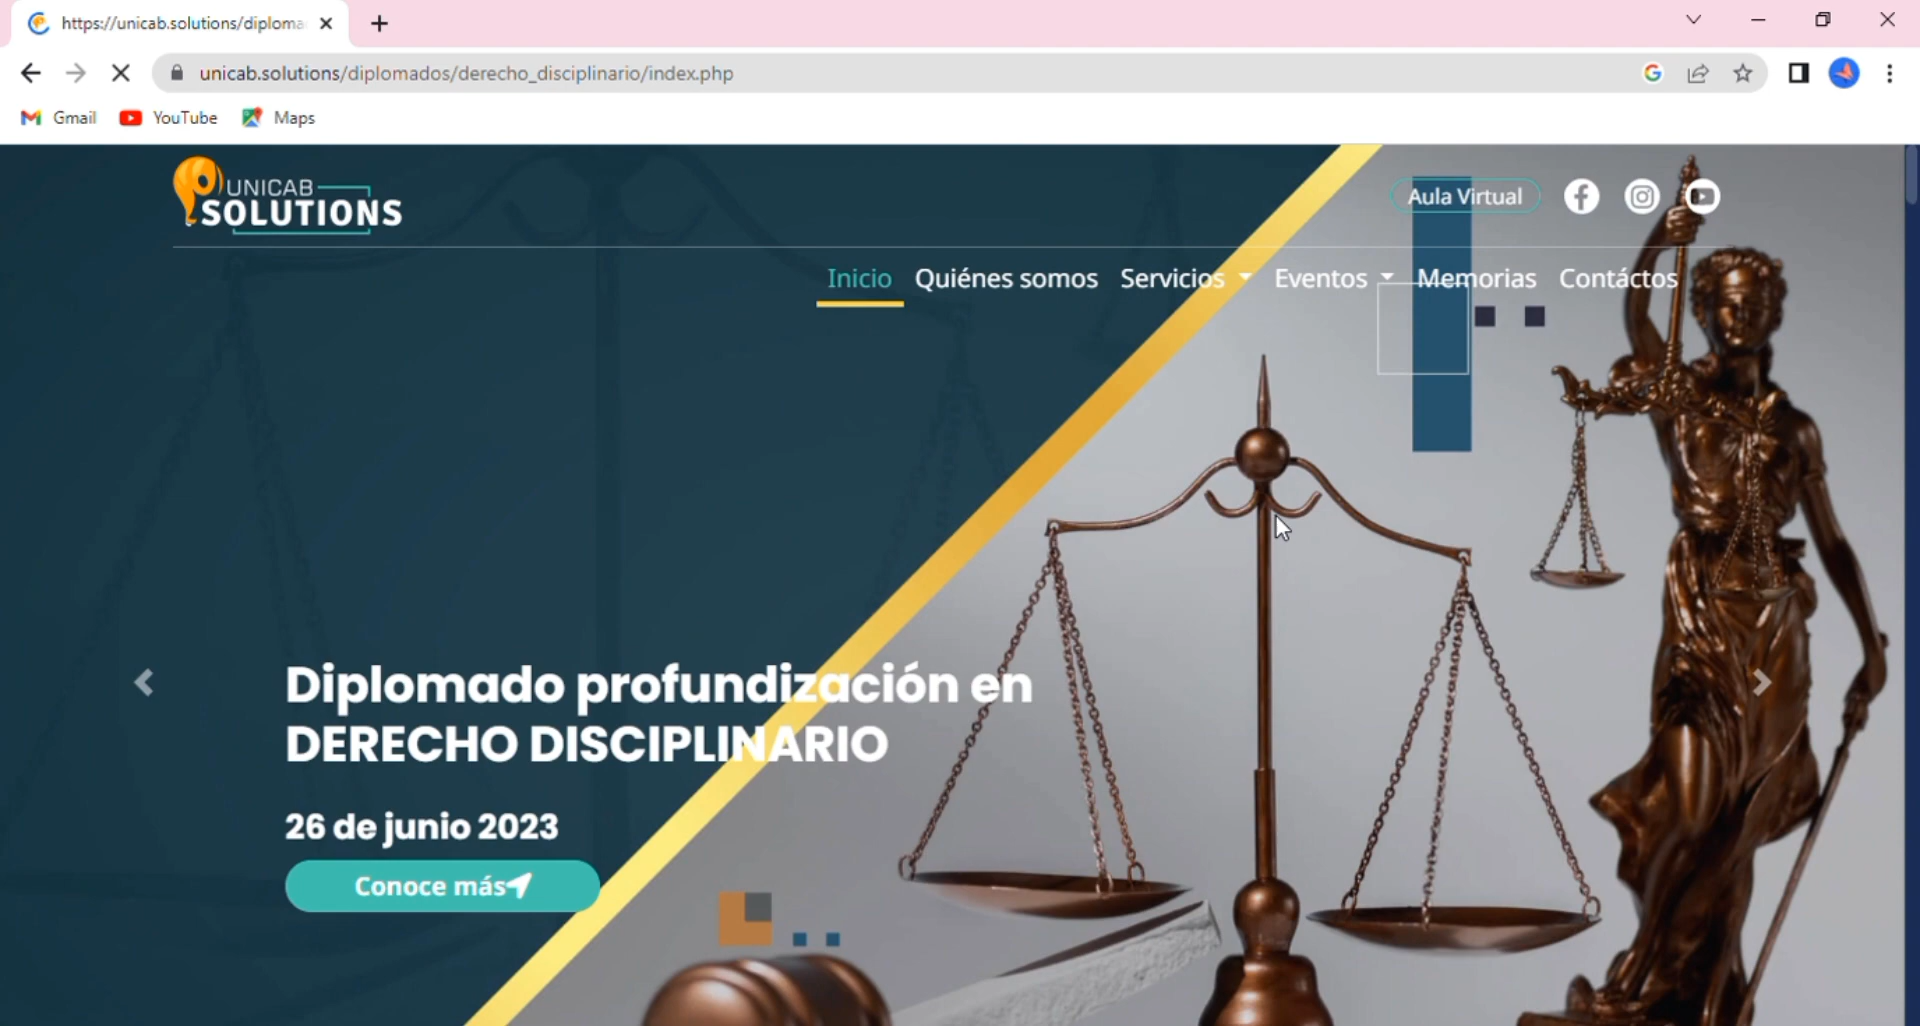 https://unicab.solutions/diploma
unicab.solutions/diplomados/derecho_disciplinario/index.php
Gmail YouTube Maps
UNICAB
SOLUTIONS
Aula Virtual
Inicio Quiénes somos Servicios Eventos Memorias Contáctos
Diplomado profundización en
DERECHO DISCIPLINARIO
26 de junio 2023
Conoce más